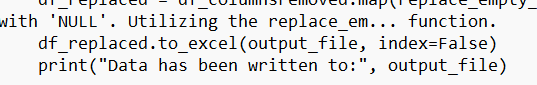 df_replaced = df_columnsremoved.map(replace_empty_
with 'NULL'. Utilizing the replace_em... function.
df_replaced.to_excel(output_file, index=False)
print("Data has been written to:", output_file)